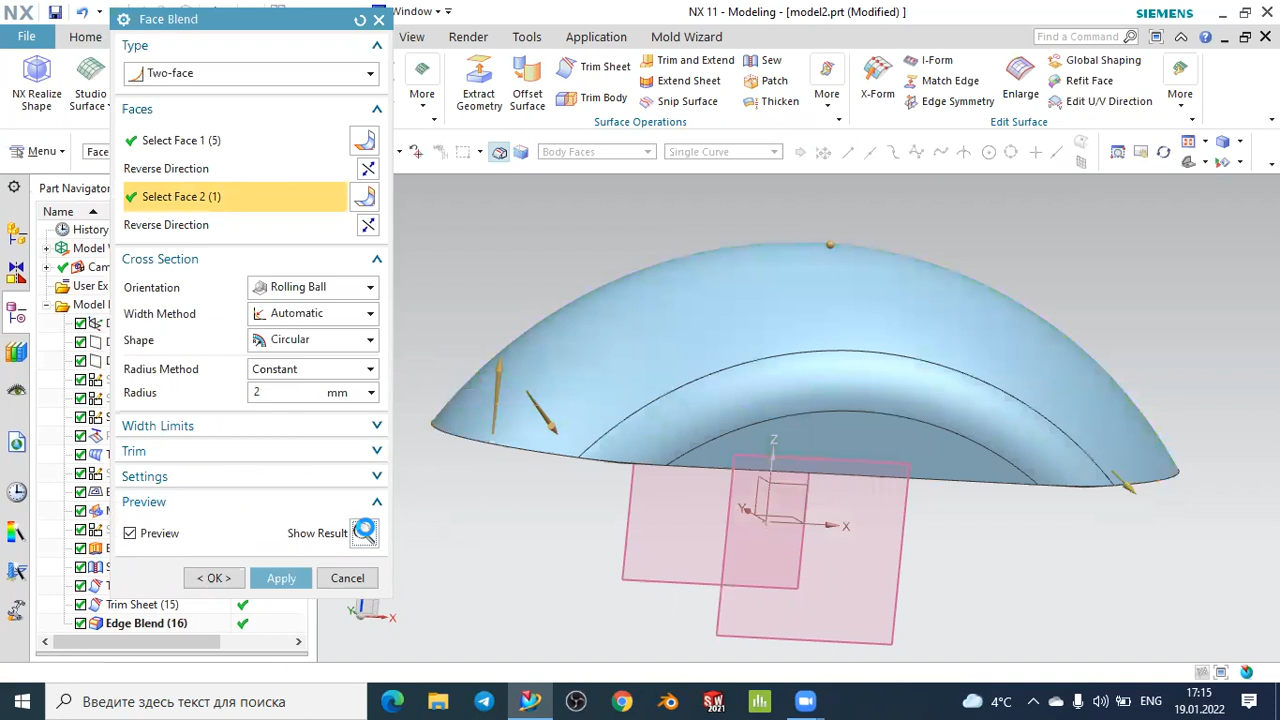 NX
Window
NX 11 - Modeling - [model2.prt (Modified) ]
SIEMENS
Face Blend
File
Home
View
Render
Tools
Application
Mold Wizard
Find a Command
NX Realize
Shape
Studio
Surface
More
Extract
Geometry
Offset
Surface
Trim Sheet
Trim Body
Trim and Extend
Extend Sheet
Snip Surface
Sew
Patch
Thicken
More
Surface Operations
X-Form
I-Form
Match Edge
Edge Symmetry
Enlarge
Global Shaping
Refit Face
Edit U/V Direction
More
Edit Surface
Menu
Face
Body Faces
Single Curve
Type
Two-face
Faces
Select Face 1 (5)
Reverse Direction
Select Face 2 (1)
Reverse Direction
Cross Section
Orientation
Rolling Ball
Width Method
Automatic
Shape
Circular
Radius Method
Constant
Radius
2
mm
Width Limits
Trim
Settings
Preview
Preview
Show Result
< OK >
Apply
Cancel
Part Navigator
Name
History
Model V
Cam
User Ex
Model H
Trim Sheet (15)
Edge Blend (16)
Z
Y
X
Y
X
Введите здесь текст для поиска
SW
2021
4°C
ENG
17:15
19.01.2022